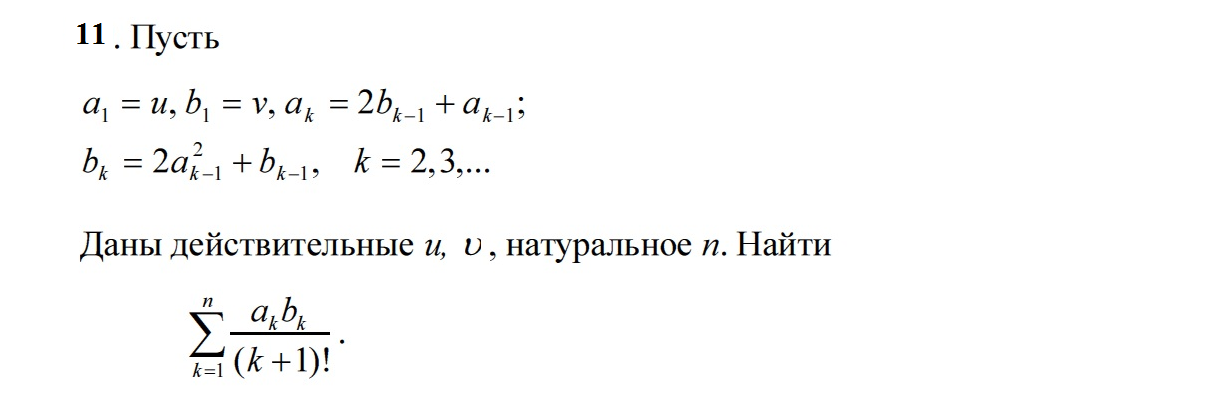 11 . Пусть
a₁ = u, b₁ = v, aₖ = 2bₖ₋₁ + aₖ₋₁;
bₖ = 2a²ₖ₋₁ + bₖ₋₁,   k = 2,3,...
Даны действительные u, υ , натуральное n. Найти
∑ₖ₌₁ⁿ aₖbₖ / (k+1)! .